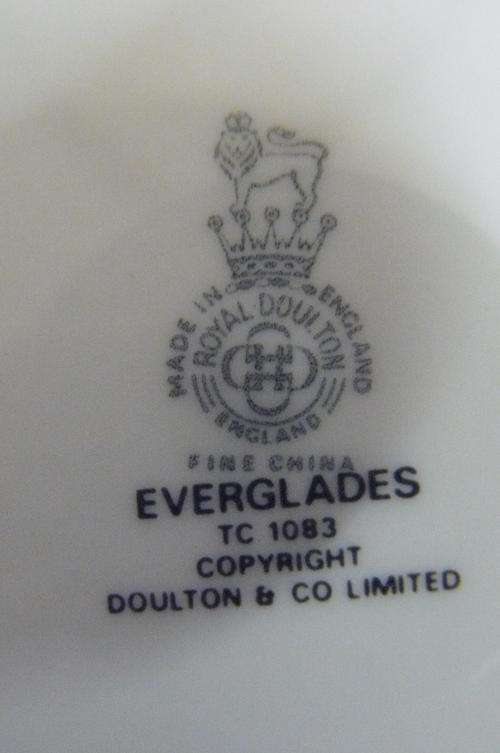 MADE IN ENGLAND
ROYAL DOULTON
ENGLAND
FINE CHINA
EVERGLADES
TC 1083
COPYRIGHT
DOULTON & CO LIMITED